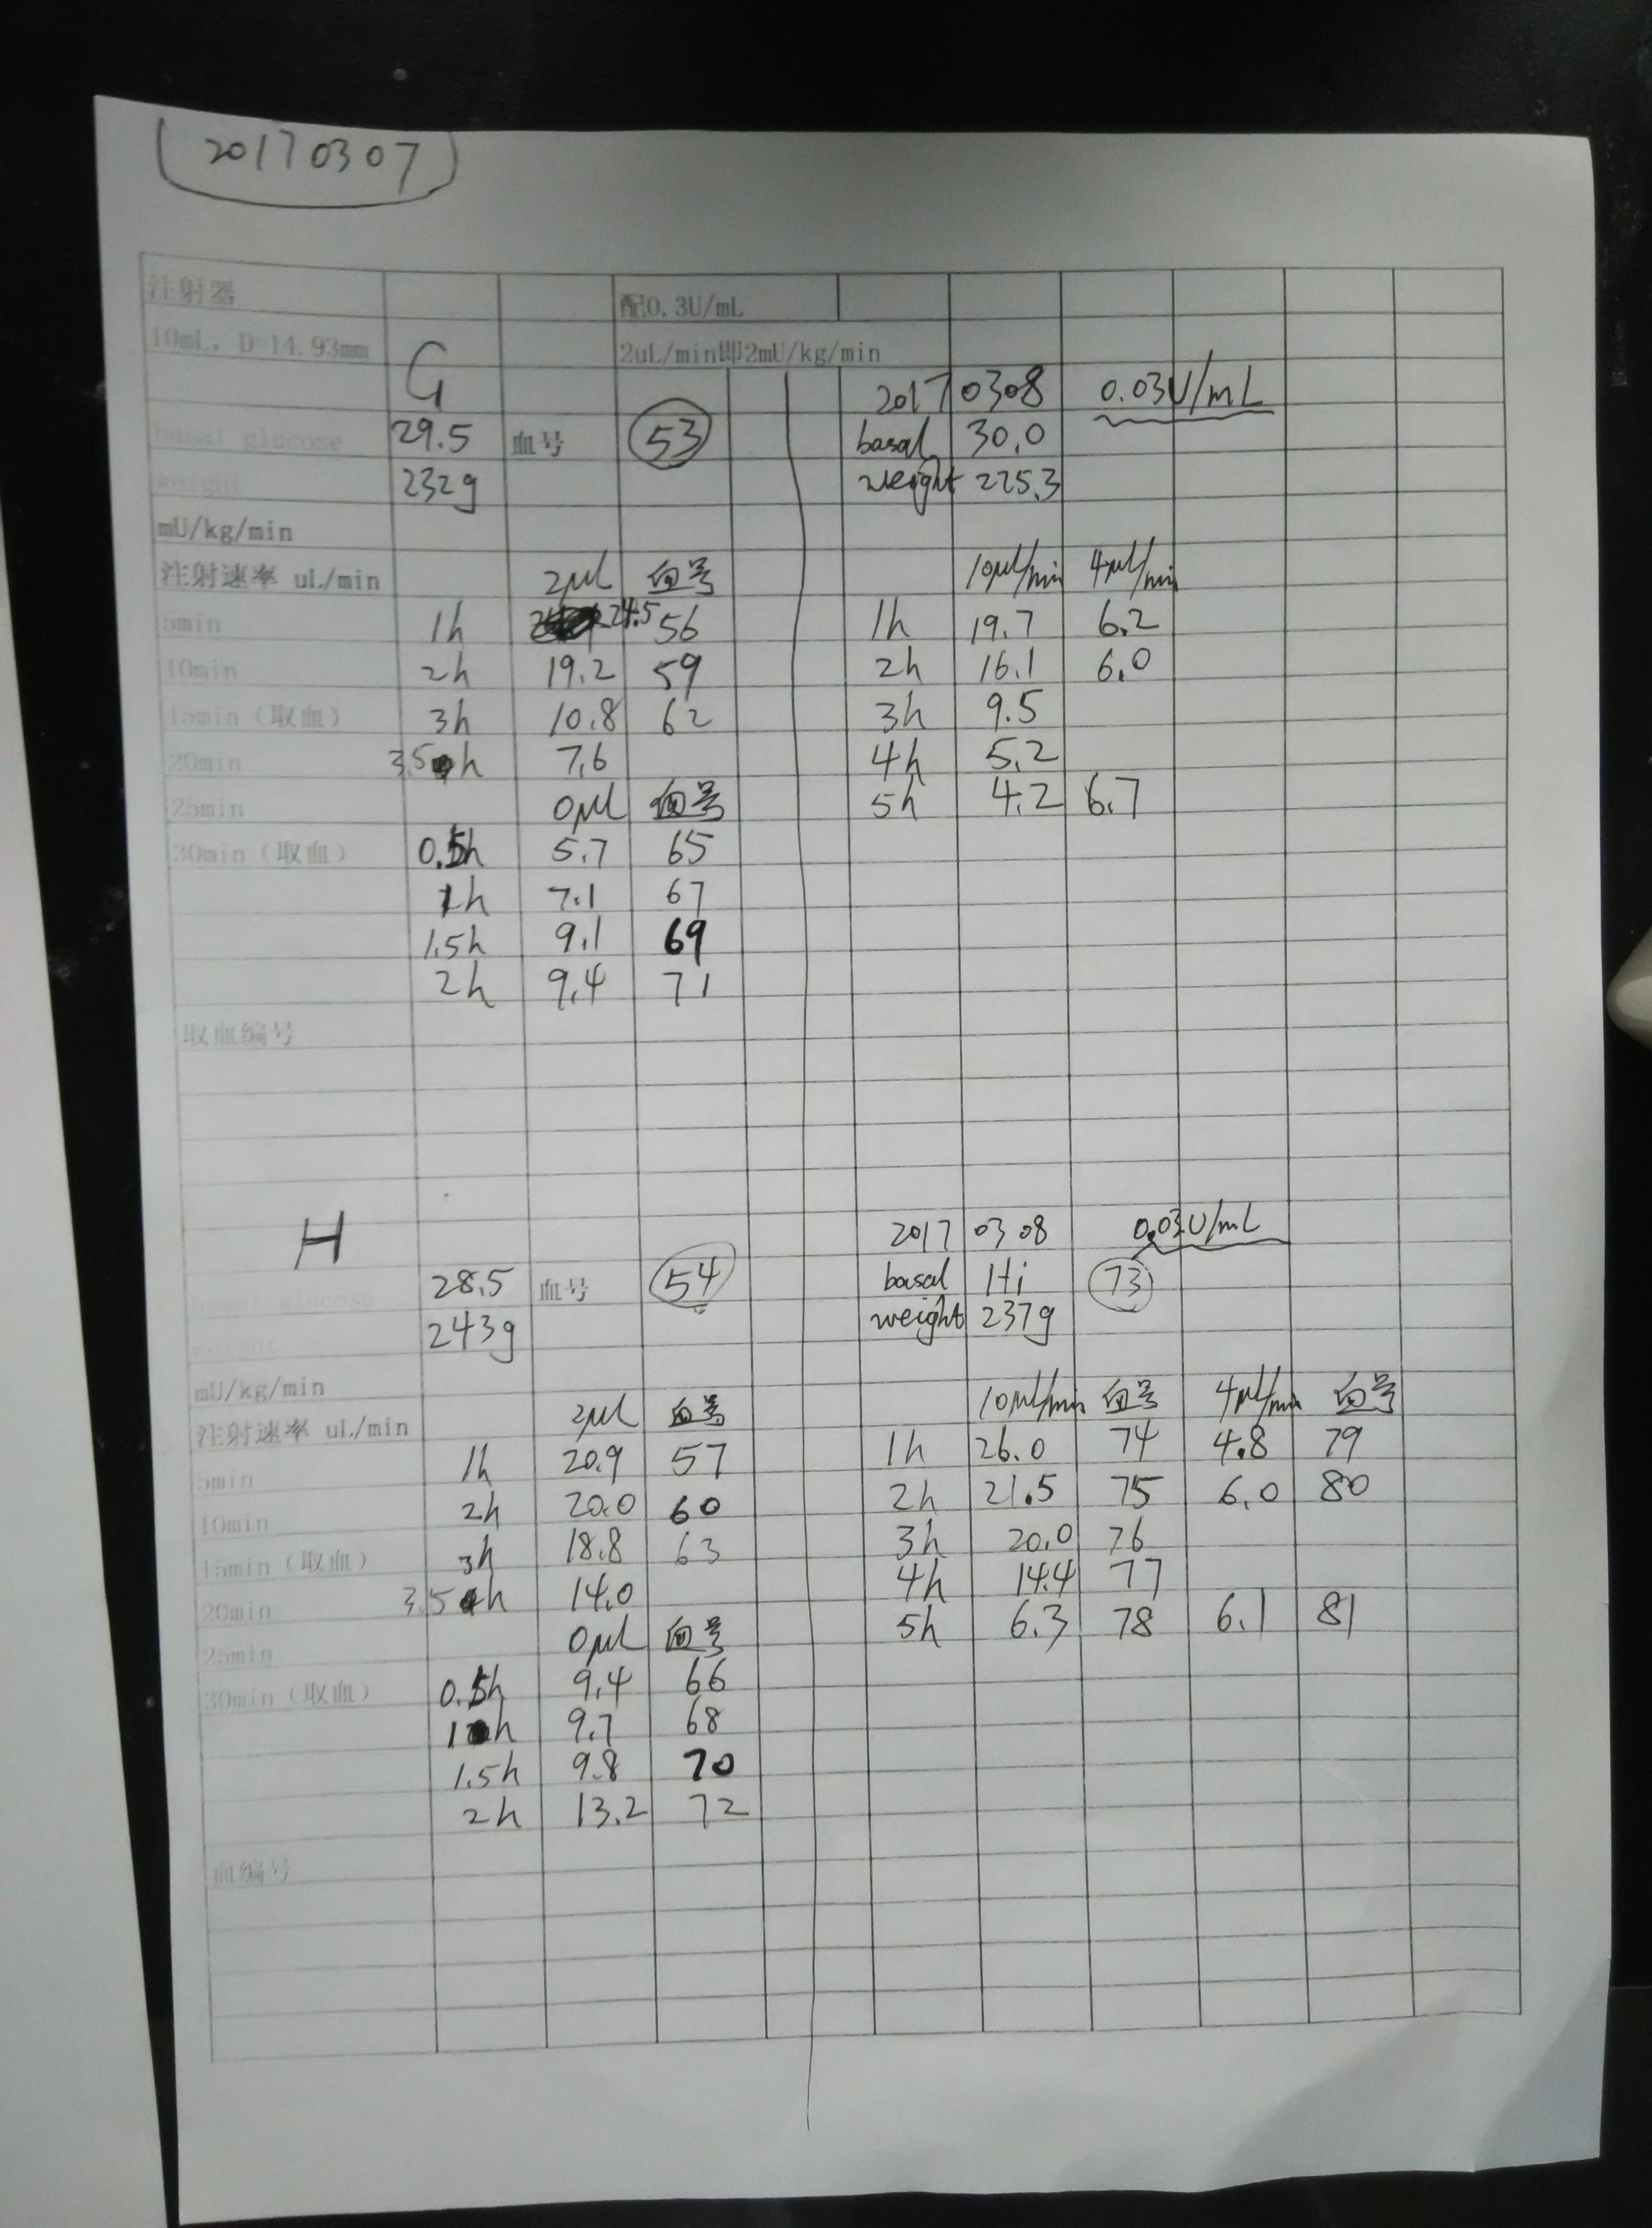 20170307
注射器 配0.3U/mL
10mL, D=14.93mm 2uL/min即2mU/kg/min
G 20170308 0.03U/mL
basal glucose 29.5 血号 53 basal 30.0
weight 232g weight 225.3
mU/kg/min
注射速率 uL/min 2μl 血号 10μl/min 4μl/min
5min 1h 24.5 56 1h 19.7 6.2
10min 2h 19.2 59 2h 16.1 6.0
15min（取血） 3h 10.8 62 3h 9.5
20min 3.5h 7.6 4h 5.2
25min 0μl 血号 5h 4.2 6.7
30min（取血） 0.5h 5.7 65
1h 7.1 67
1.5h 9.1 69
2h 9.4 71
取血编号
H 20170308 0.03U/mL
basal glucose 28.5 血号 54 basal Hi 73
weight 243g weight 237g
mU/kg/min
注射速率 uL/min 2μl 血号 10μl/min 血号 4μl/min 血号
5min 1h 20.9 57 1h 26.0 74 4.8 79
10min 2h 20.0 60 2h 21.5 75 6.0 80
15min（取血） 3h 18.8 63 3h 20.0 76
20min 3.5h 14.0 4h 14.4 77
25min 0μl 血号 5h 6.3 78 6.1 81
30min（取血） 0.5h 9.4 66
1h 9.7 68
1.5h 9.8 70
2h 13.2 72
血编号